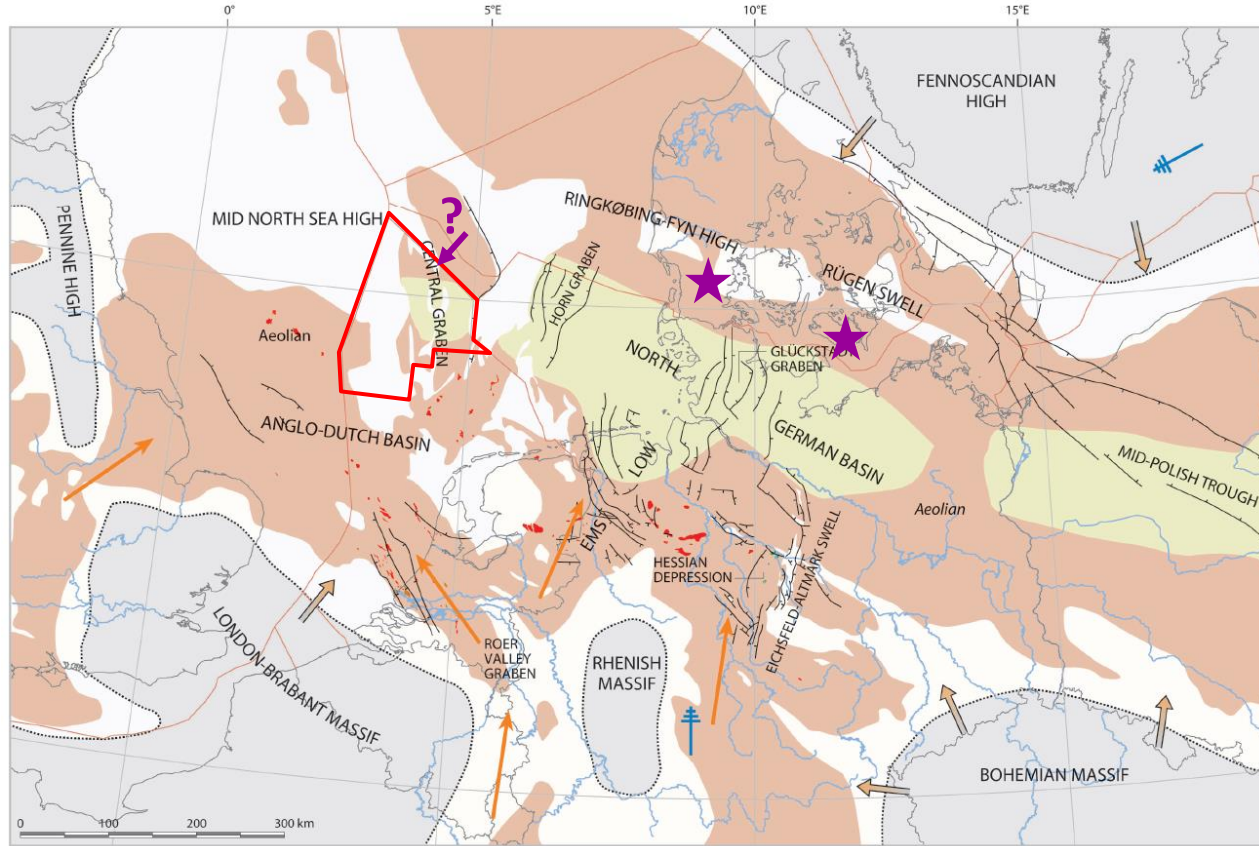 0°
5°E
10°E
15°E
FENNOSCANDIAN
HIGH
PENNINE HIGH
MID NORTH SEA HIGH
?
RINGKØBING-FYN HIGH
CENTRAL GRABEN
HORN GRABEN
RÜGEN SWELL
Aeolian
NORTH
GLÜCKSTADT
GRABEN
ANGLO-DUTCH BASIN
LOW
GERMAN BASIN
MID-POLISH TROUGH
Aeolian
EMS
HESSIAN
DEPRESSION
EICHSFELD-ALTMARK SWELL
LONDON-BRABANT MASSIF
ROER
VALLEY
GRABEN
RHENISH
MASSIF
BOHEMIAN MASSIF
0 100 200 300 km